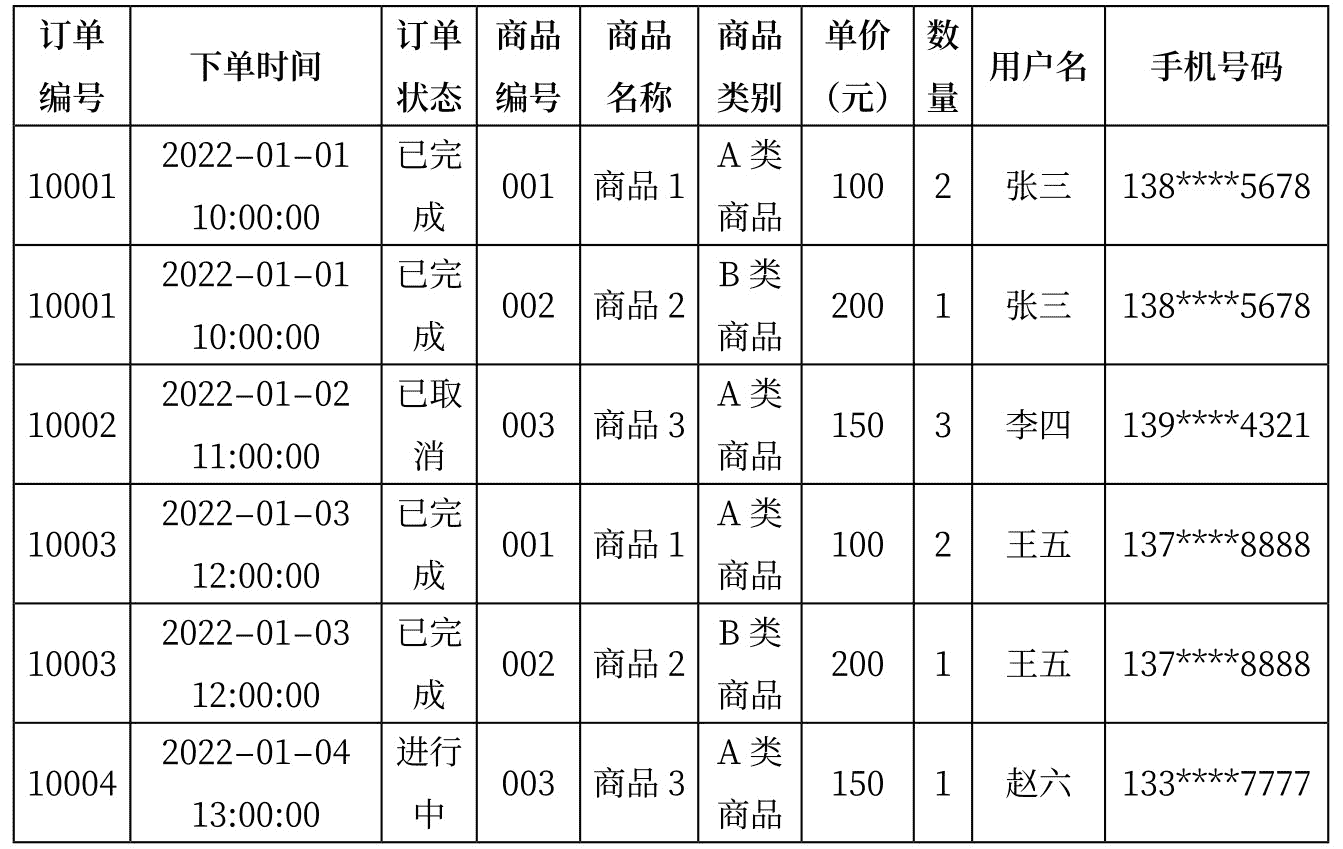 订单编号 下单时间 订单状态 商品编号 商品名称 商品类别 单价（元） 数量 用户名 手机号码
10001 2022–01–01 10:00:00 已完成 001 商品 1 A 类商品 100 2 张三 138****5678
10001 2022–01–01 10:00:00 已完成 002 商品 2 B 类商品 200 1 张三 138****5678
10002 2022–01–02 11:00:00 已取消 003 商品 3 A 类商品 150 3 李四 139****4321
10003 2022–01–03 12:00:00 已完成 001 商品 1 A 类商品 100 2 王五 137****8888
10003 2022–01–03 12:00:00 已完成 002 商品 2 B 类商品 200 1 王五 137****8888
10004 2022–01–04 13:00:00 进行中 003 商品 3 A 类商品 150 1 赵六 133****7777